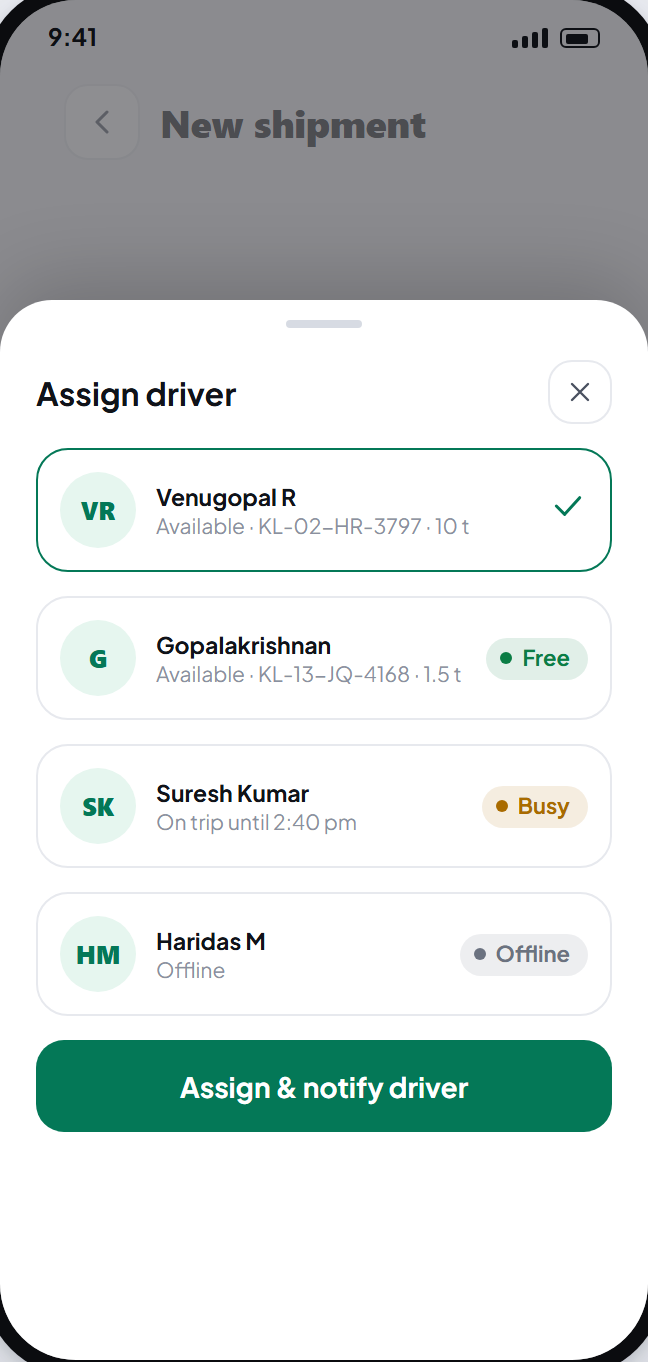 9:41
New shipment
Assign driver
VR
Venugopal R
Available · KL-02-HR-3797 · 10 t
G
Gopalakrishnan
Available · KL-13-JQ-4168 · 1.5 t
Free
SK
Suresh Kumar
On trip until 2:40 pm
Busy
HM
Haridas M
Offline
Offline
Assign & notify driver